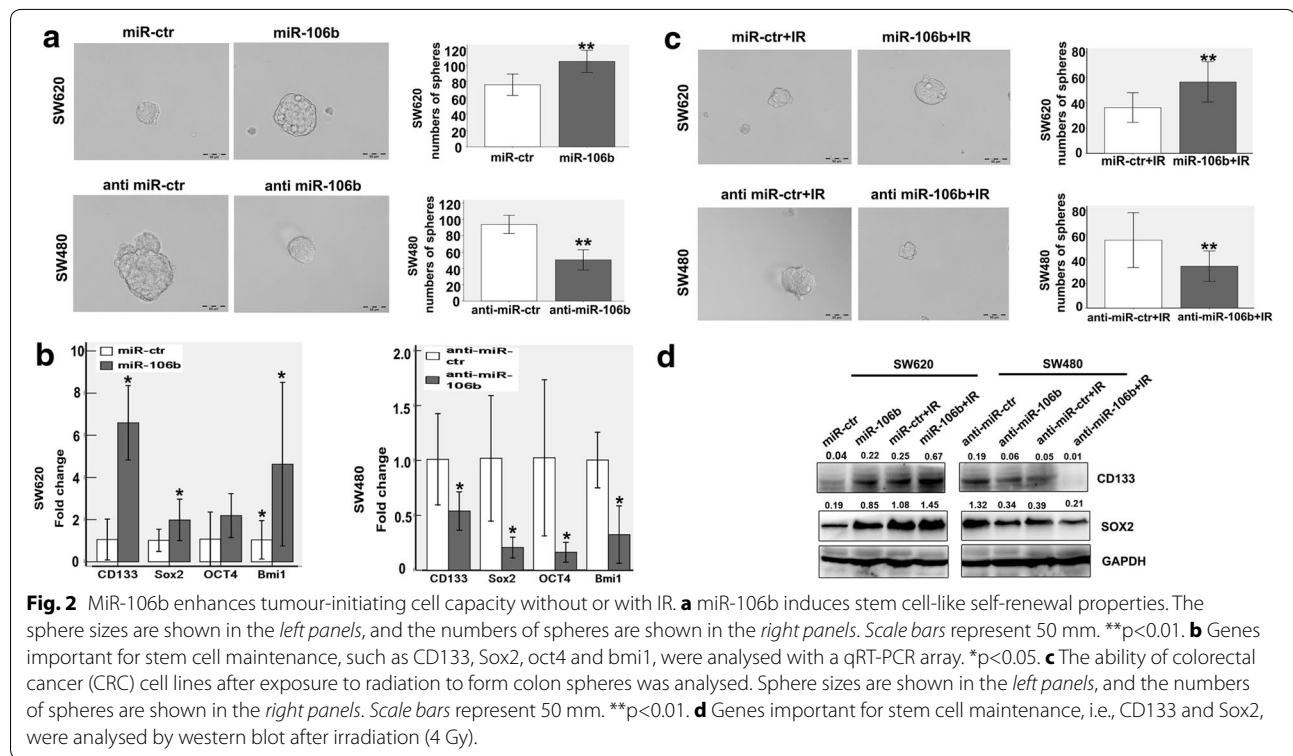 a
miR-ctr
miR-106b
SW620
SW620
numbers of spheres
120
100
80
60
40
20
0
**
miR-ctr
miR-106b
anti miR-ctr
anti miR-106b
SW480
SW480
numbers of spheres
120
100
80
60
40
20
0
**
anti-miR-ctr
anti-miR-106b
b
miR-ctr
miR-106b
SW620
Fold change
10
8
6
4
2
0
*
*
*
*
CD133
Sox2
OCT4
Bmi1
anti-miR-
ctr
anti-miR-
106b
SW480
Fold change
2.0
1.5
1.0
0.5
0
*
*
*
*
CD133
Sox2
OCT4
Bmi1
c
miR-ctr+IR
miR-106b+IR
SW620
SW620
numbers of spheres
80
60
40
20
0
**
miR-ctr+IR
miR-106b+IR
anti miR-ctr+IR
anti miR-106b+IR
SW480
SW480
numbers of spheres
80
60
40
20
0
**
anti-miR-ctr+IR
anti-miR-106b+IR
d
SW620
SW480
miR-ctr
miR-106b
miR-ctr+IR
miR-106b+IR
anti-miR-ctr
anti-miR-106b
anti-miR-ctr+IR
anti-miR-106b+IR
0.04 0.22 0.25 0.67 0.19 0.06 0.05 0.01
CD133
0.19 0.85 1.08 1.45 1.32 0.34 0.39 0.21
SOX2
GAPDH
Fig. 2 MiR-106b enhances tumour-initiating cell capacity without or with IR. a miR-106b induces stem cell-like self-renewal properties. The
sphere sizes are shown in the left panels, and the numbers of spheres are shown in the right panels. Scale bars represent 50 mm. **p<0.01. b Genes
important for stem cell maintenance, such as CD133, Sox2, oct4 and bmi1, were analysed with a qRT-PCR array. *p<0.05. c The ability of colorectal
cancer (CRC) cell lines after exposure to radiation to form colon spheres was analysed. Sphere sizes are shown in the left panels, and the numbers
of spheres are shown in the right panels. Scale bars represent 50 mm. **p<0.01. d Genes important for stem cell maintenance, i.e., CD133 and Sox2,
were analysed by western blot after irradiation (4 Gy).